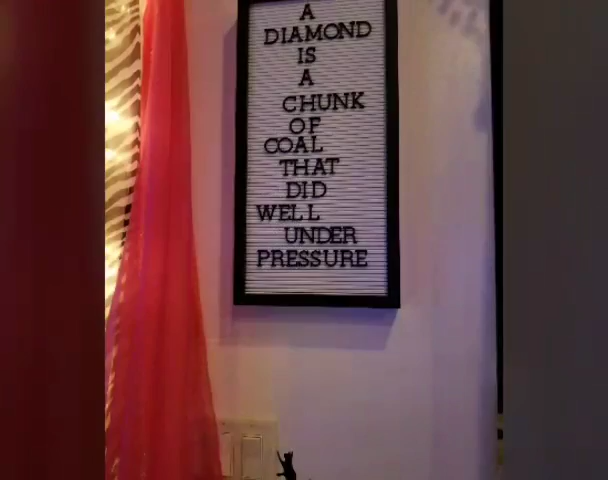 A
DIAMOND
IS
A
CHUNK
OF
COAL
THAT
DID
WELL
UNDER
PRESSURE